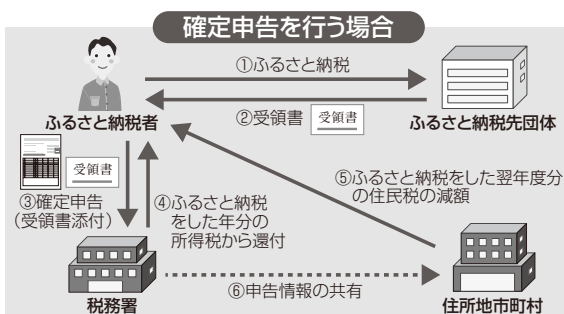 確定申告を行う場合
①ふるさと納税
ふるさと納税者
②受領書
受領書
ふるさと納税先団体
受領書
③確定申告
（受領書添付）
④ふるさと納税
をした年分の
所得税から還付
⑤ふるさと納税をした翌年度分
の住民税の減額
税務署
⑥申告情報の共有
住所地市町村